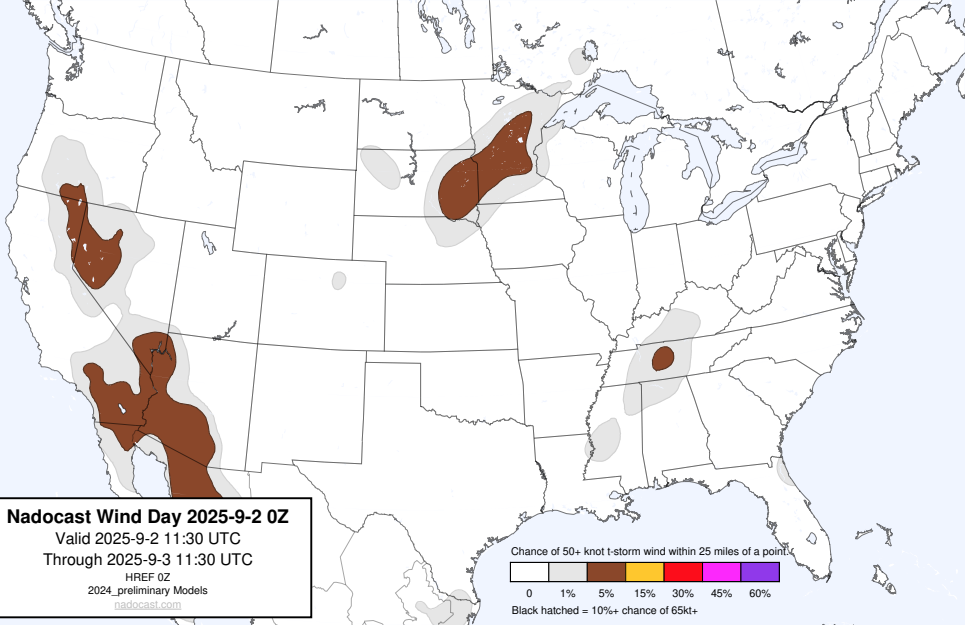 Nadocast Wind Day 2025-9-2 0Z
Valid 2025-9-2 11:30 UTC
Through 2025-9-3 11:30 UTC
HREF 0Z
2024_preliminary Models
nadocast.com
Chance of 50+ knot t-storm wind within 25 miles of a point.
0 1% 5% 15% 30% 45% 60%
Black hatched = 10%+ chance of 65kt+